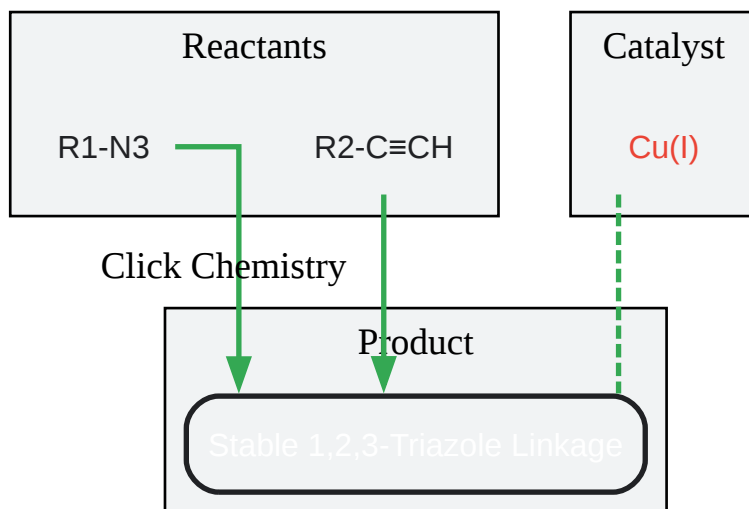 Reactants
Catalyst
R1-N3
R2-C≡CH
Cu(I)
Click Chemistry
Product
Stable 1,2,3-Triazole Linkage